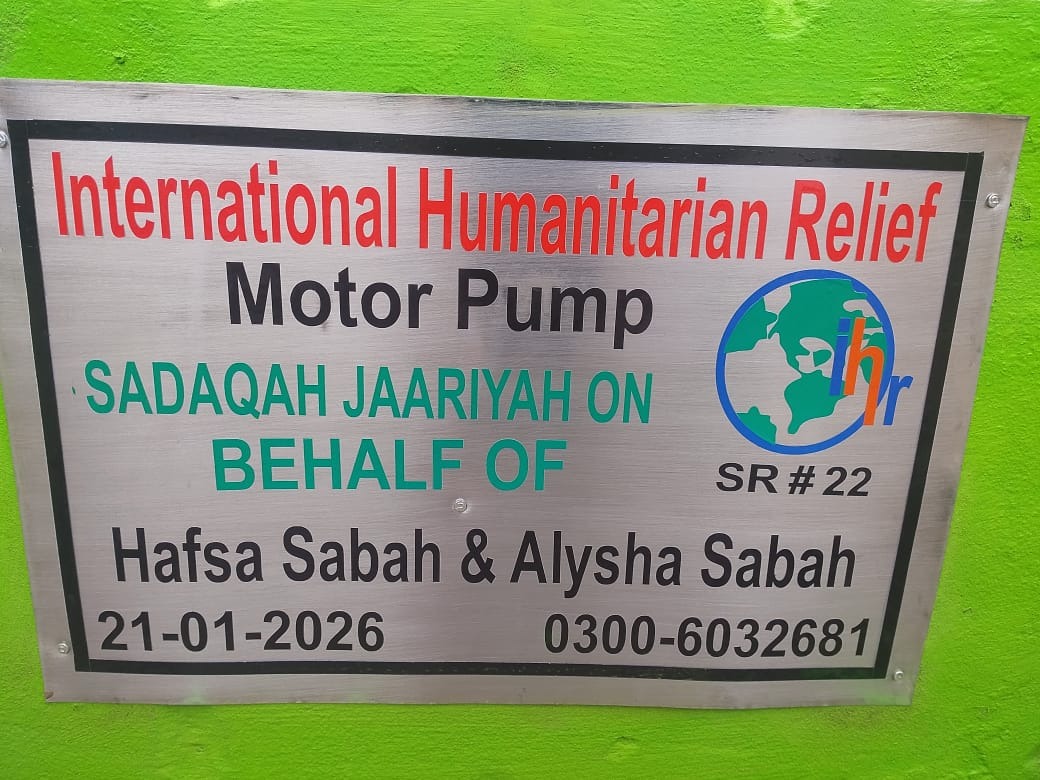 International Humanitarian Relief
Motor Pump
SADAQAH JAARIYAH ON
BEHALF OF
ihr
SR # 22
Hafsa Sabah & Alysha Sabah
21-01-2026 0300-6032681